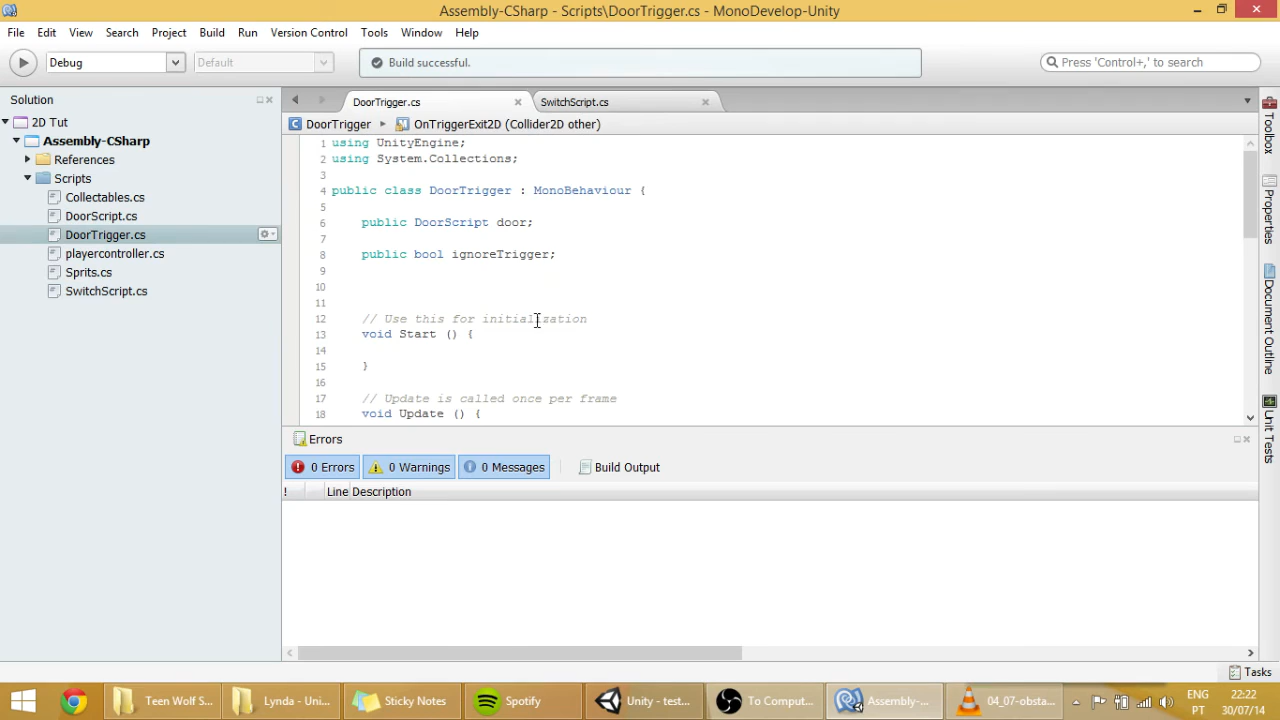 Assembly-CSharp - Scripts\DoorTrigger.cs - MonoDevelop-Unity
File Edit View Search Project Build Run Version Control Tools Window Help
Debug Default Build successful. Press 'Control+,' to search
Solution
2D Tut
Assembly-CSharp
References
Scripts
Collectables.cs
DoorScript.cs
DoorTrigger.cs
playercontroller.cs
Sprits.cs
SwitchScript.cs
DoorTrigger.cs SwitchScript.cs
DoorTrigger OnTriggerExit2D (Collider2D other)
1 using UnityEngine;
2 using System.Collections;
3
4 public class DoorTrigger : MonoBehaviour {
5
6 public DoorScript door;
7
8 public bool ignoreTrigger;
9
10
11
12 // Use this for initialization
13 void Start () {
14
15 }
16
17 // Update is called once per frame
18 void Update () {
Toolbox
Properties
Document Outline
Unit Tests
Errors
0 Errors 0 Warnings 0 Messages Build Output
! Line Description
Tasks
Teen Wolf S... Lynda - Uni... Sticky Notes Spotify Unity - test... To Comput... Assembly-... 04_07-obsta...
ENG 22:22
PT 30/07/14